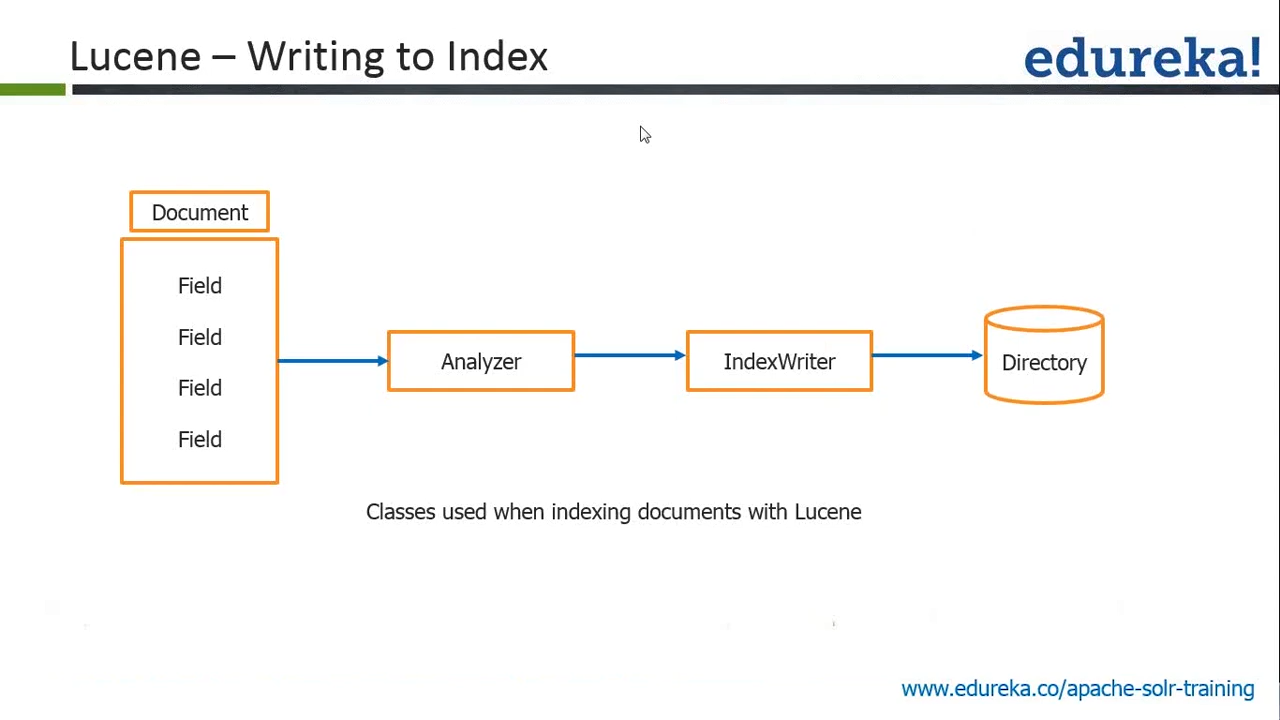 Lucene – Writing to Index
edureka!
Document
Field
Field
Field
Field
Analyzer
IndexWriter
Directory
Classes used when indexing documents with Lucene
www.edureka.co/apache-solr-training